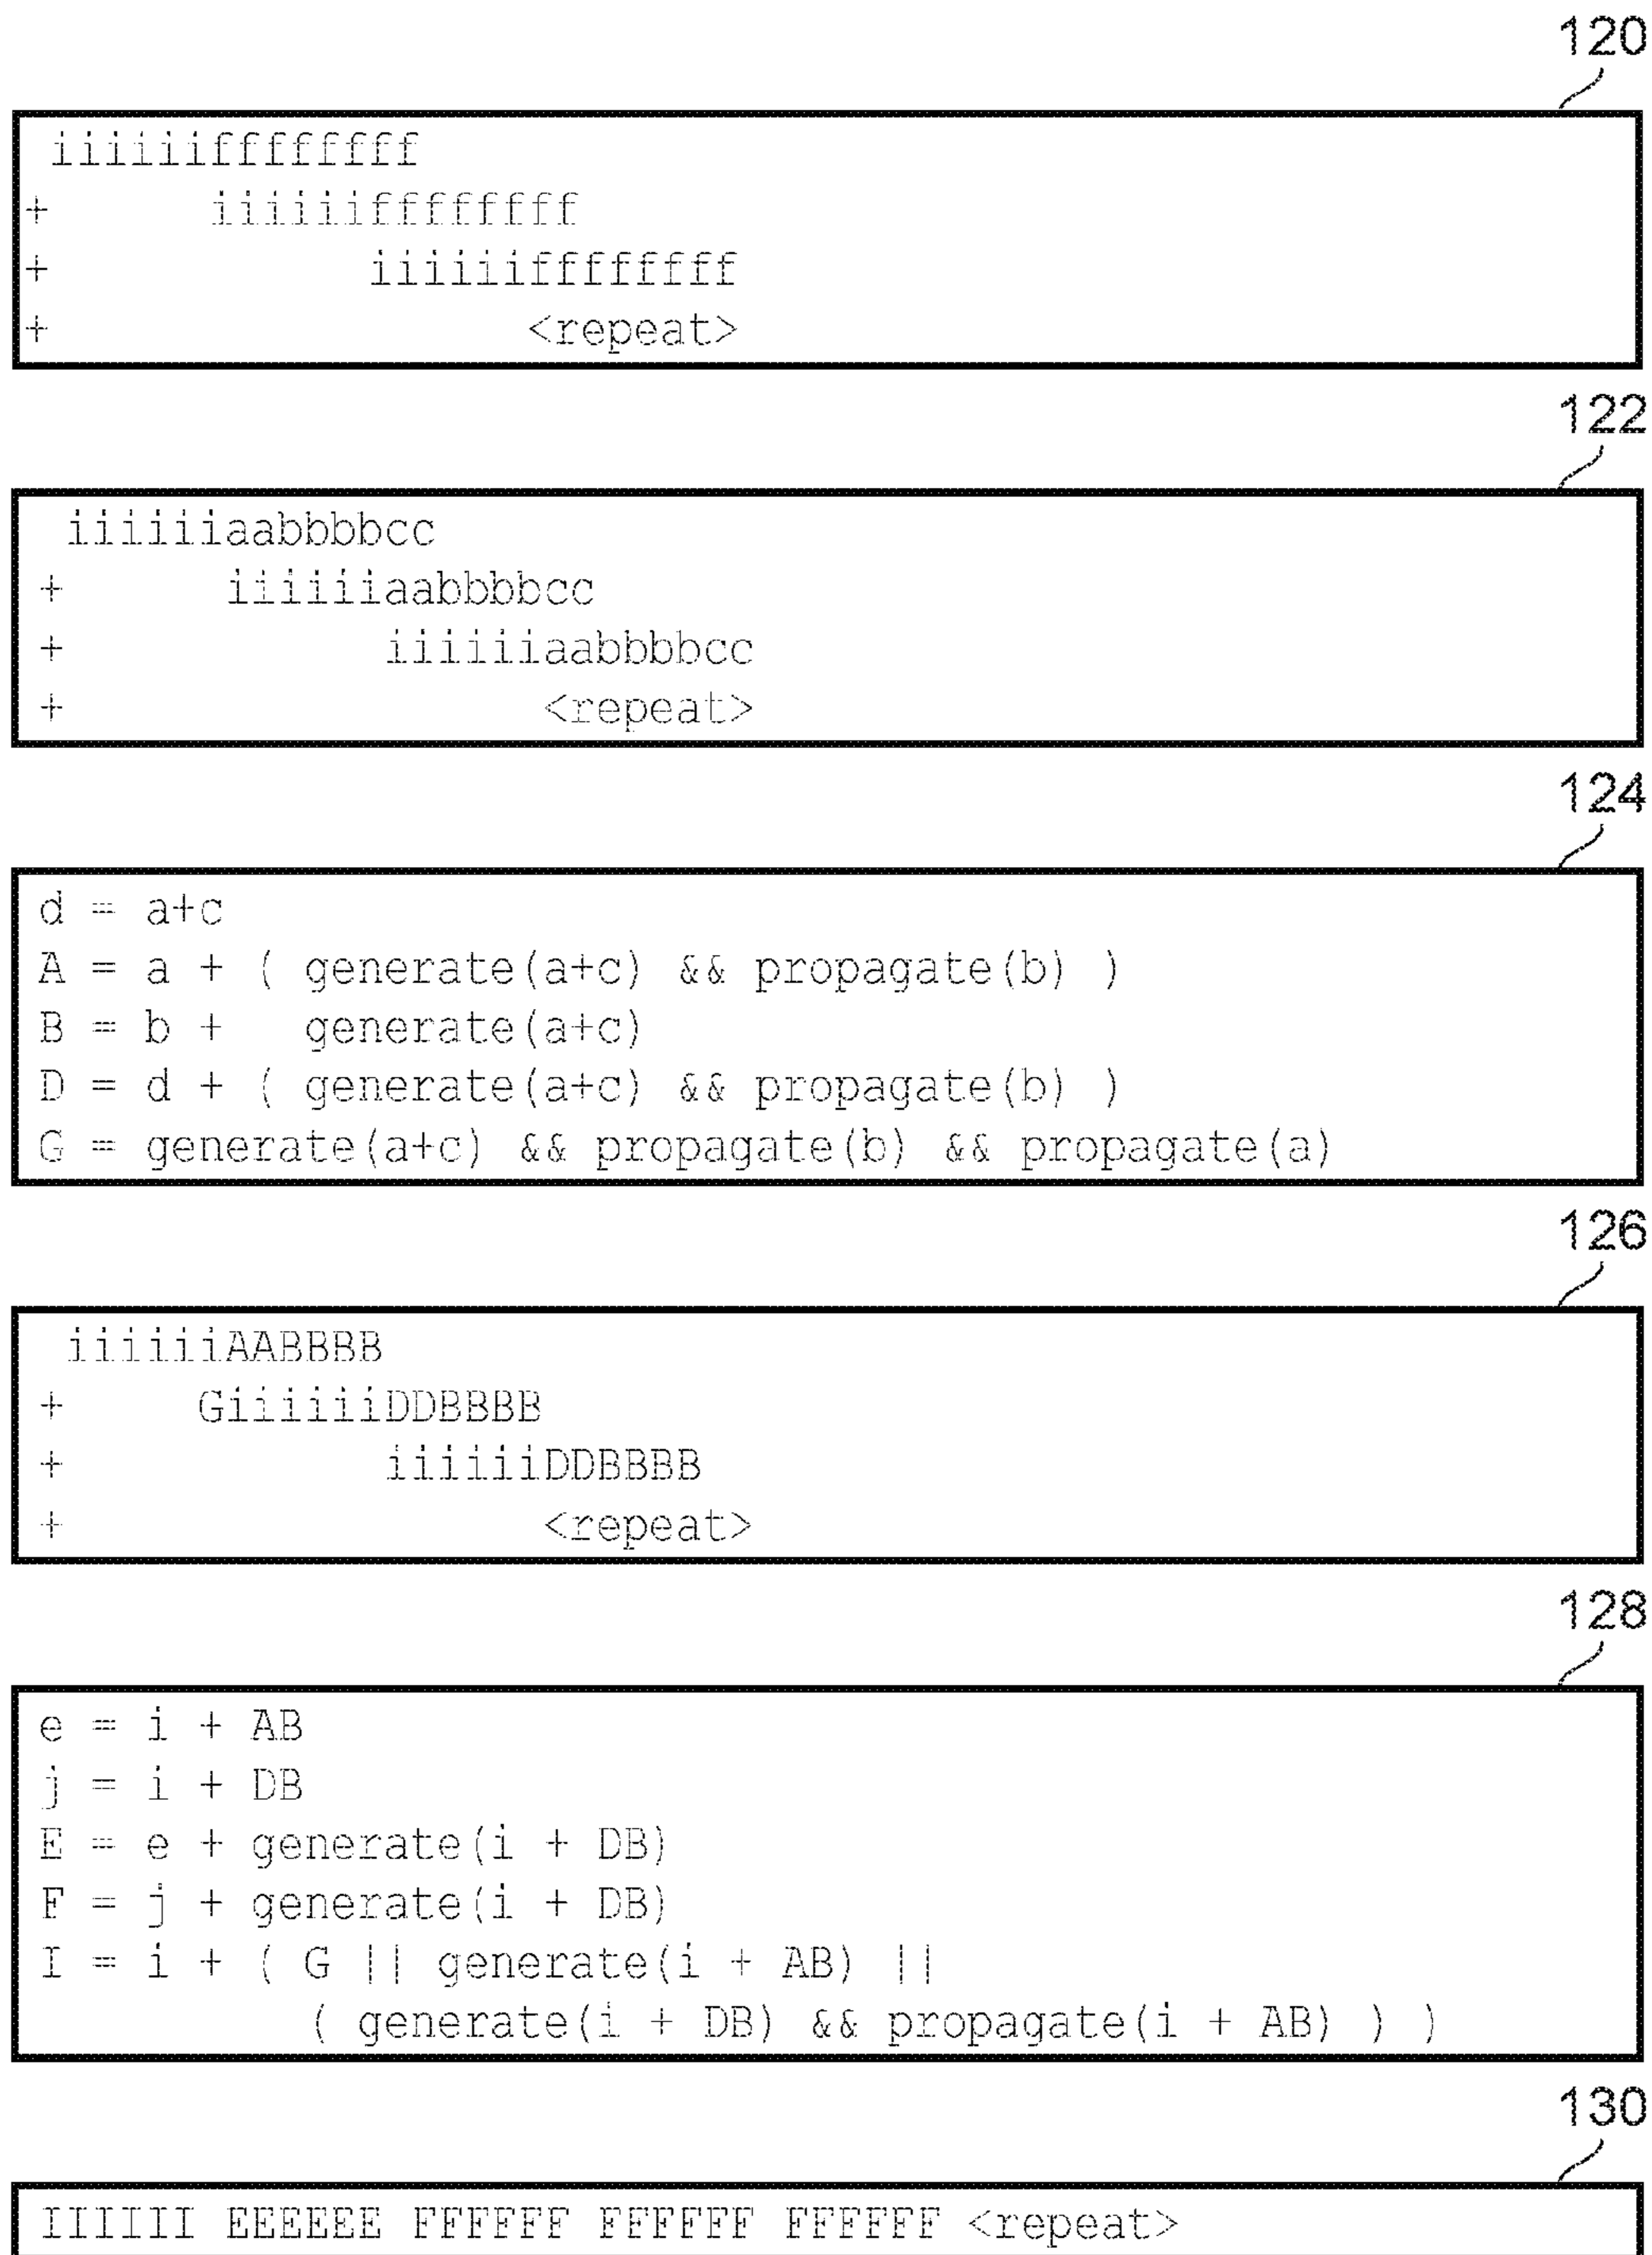 120
iiiiiiffffffff
+ iiiiiiffffffff
+ iiiiiiffffffff
+ <repeat>
122
iiiiiiaabbbbcc
+ iiiiiiaabbbbcc
+ iiiiiiaabbbbcc
+ <repeat>
124
d = a+c
A = a + ( generate(a+c) && propagate(b) )
B = b + generate(a+c)
D = d + ( generate(a+c) && propagate(b) )
G = generate(a+c) && propagate(b) && propagate(a)
126
iiiiiiAABBBB
+ GiiiiiiDDBBBB
+ iiiiiiDDBBBB
+ <repeat>
128
e = i + AB
j = i + DB
E = e + generate(i + DB)
F = j + generate(i + DB)
I = i + ( G || generate(i + AB) ||
( generate(i + DB) && propagate(i + AB) ) )
130
IIIIII EEEEEE FFFFFF FFFFFF FFFFFF <repeat>